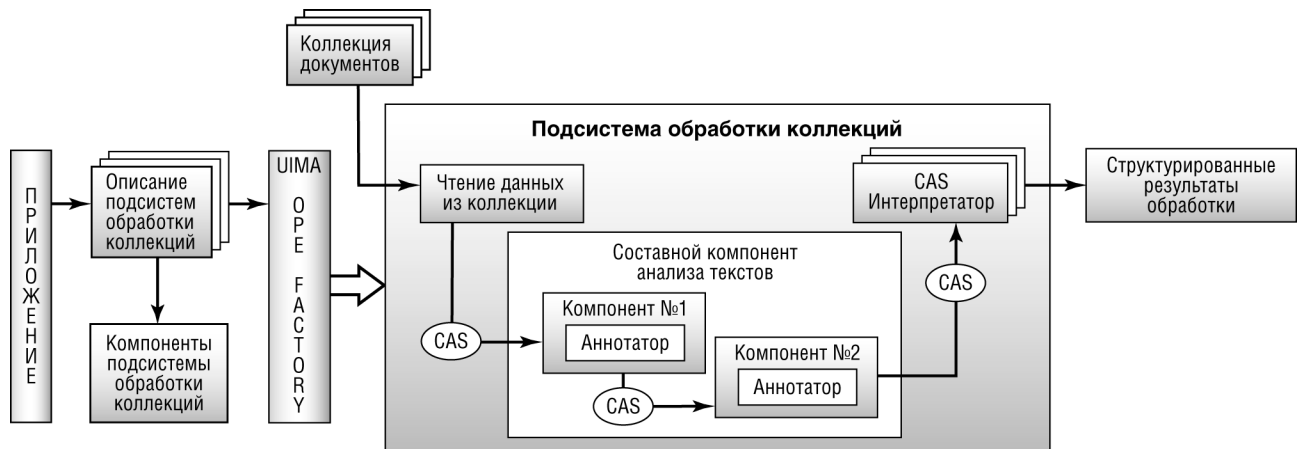 Коллекция
документов
Подсистема обработки коллекций
ПРИЛОЖЕНИЕ
Описание
подсистем
обработки
коллекций
UIMA
OPE FACTORY
Чтение данных
из коллекции
CAS
Интерпретатор
Структурированные
результаты
обработки
Составной компонент
анализа текстов
CAS
Компонент №1
Аннотатор
CAS
Компоненты
подсистемы
обработки
коллекций
Компонент №2
Аннотатор
CAS